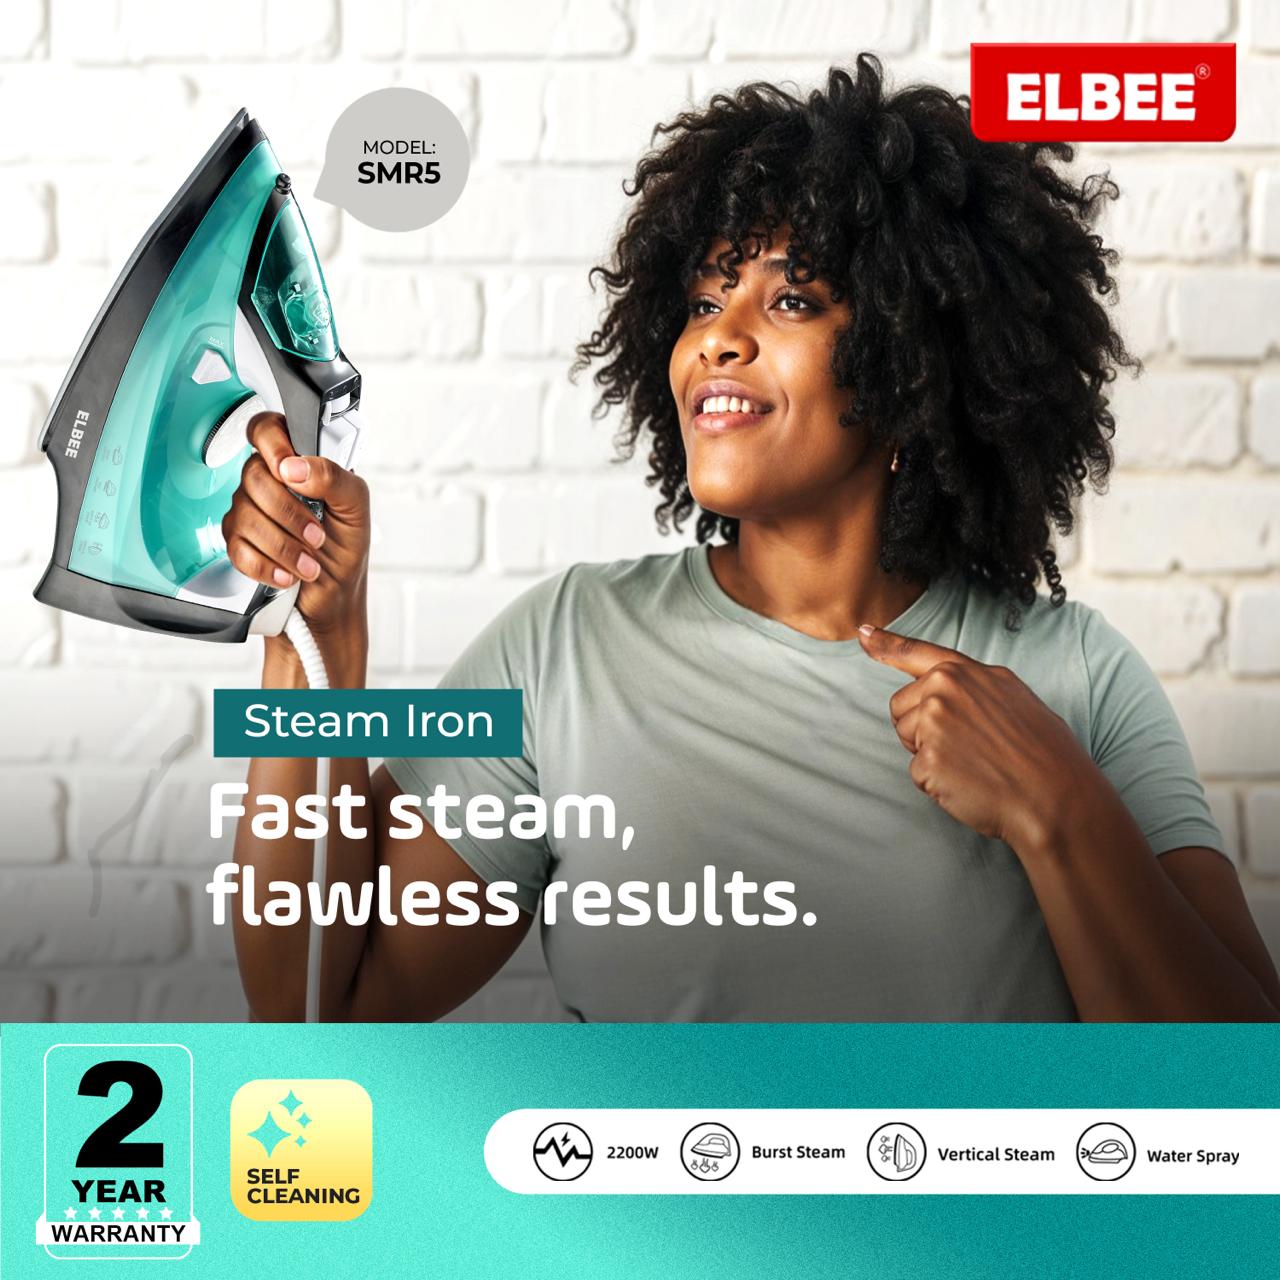 ELBEE®
MODEL:
SMR5
MAX
ELBEE
Steam Iron
Fast steam,
flawless results.
2
YEAR
WARRANTY
SELF
CLEANING
2200W
Burst Steam
Vertical Steam
Water Spray